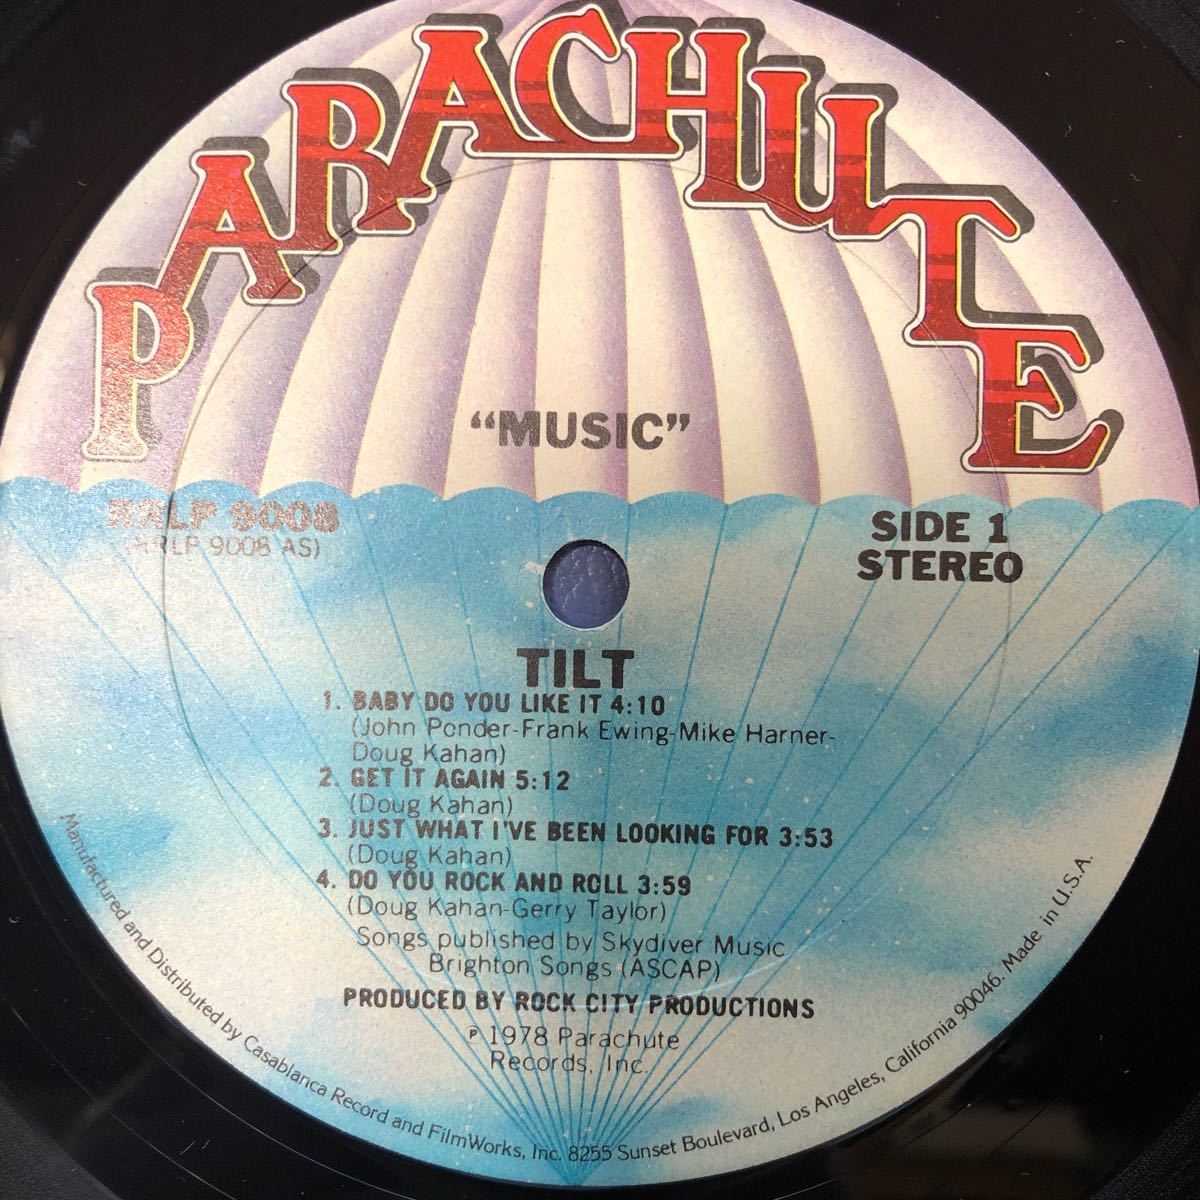 PARACHUTE
“MUSIC”
RRLP 9008
(RRLP 9008 AS)
SIDE 1
STEREO
TILT
1. BABY DO YOU LIKE IT 4:10
(John Ponder-Frank Ewing-Mike Harner-
Doug Kahan)
2. GET IT AGAIN 5:12
(Doug Kahan)
3. JUST WHAT I'VE BEEN LOOKING FOR 3:53
(Doug Kahan)
4. DO YOU ROCK AND ROLL 3:59
(Doug Kahan-Gerry Taylor)
Songs published by Skydiver Music
Brighton Songs (ASCAP)
PRODUCED BY ROCK CITY PRODUCTIONS
℗ 1978 Parachute
Records, Inc.
Manufactured and Distributed by Casablanca Record and FilmWorks, Inc. 8255 Sunset Boulevard, Los Angeles, California 90046. Made in U.S.A.